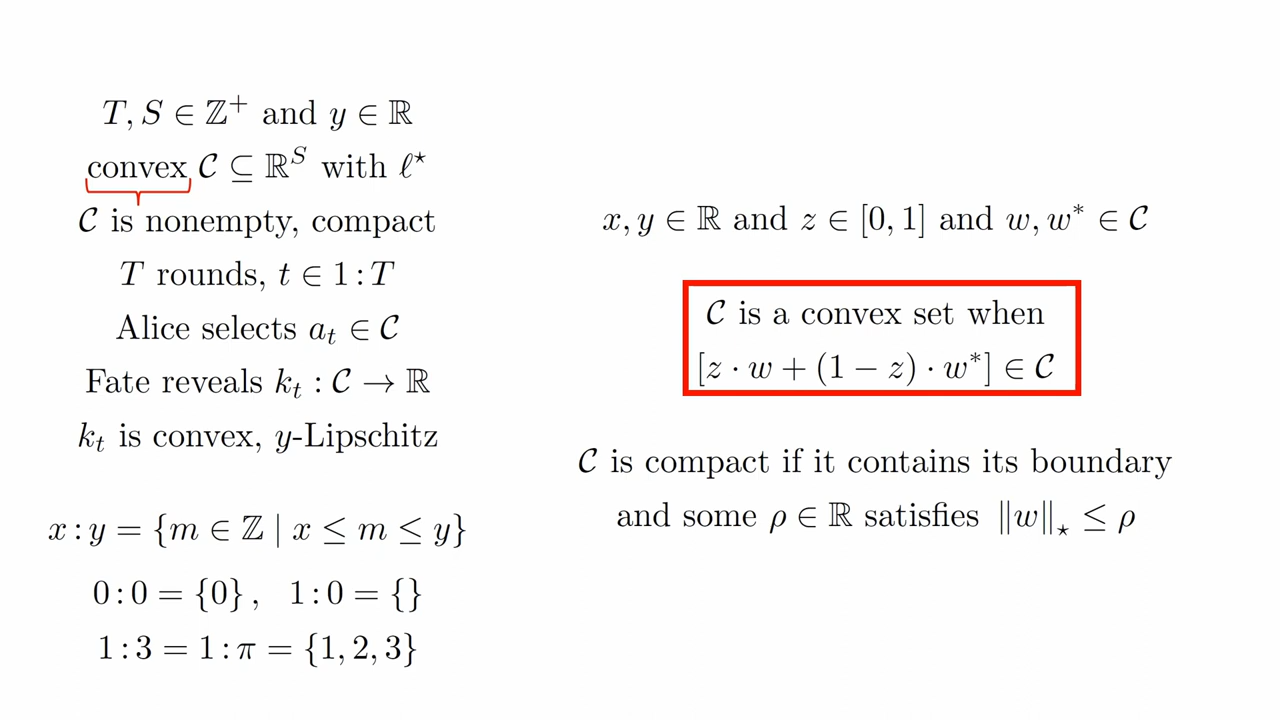 T, S ∈ ℤ⁺ and y ∈ ℝ
convex 𝒞 ⊆ ℝ^S with ℓ^⋆
𝒞 is nonempty, compact
T rounds, t ∈ 1 : T
Alice selects a_t ∈ 𝒞
Fate reveals k_t : 𝒞 → ℝ
k_t is convex, y-Lipschitz
x : y = {m ∈ ℤ | x ≤ m ≤ y}
0 : 0 = {0} , 1 : 0 = {}
1 : 3 = 1 : π = {1, 2, 3}
x, y ∈ ℝ and z ∈ [0, 1] and w, w^* ∈ 𝒞
𝒞 is a convex set when
[z · w + (1 − z) · w^*] ∈ 𝒞
𝒞 is compact if it contains its boundary
and some ρ ∈ ℝ satisfies ‖w‖_⋆ ≤ ρ